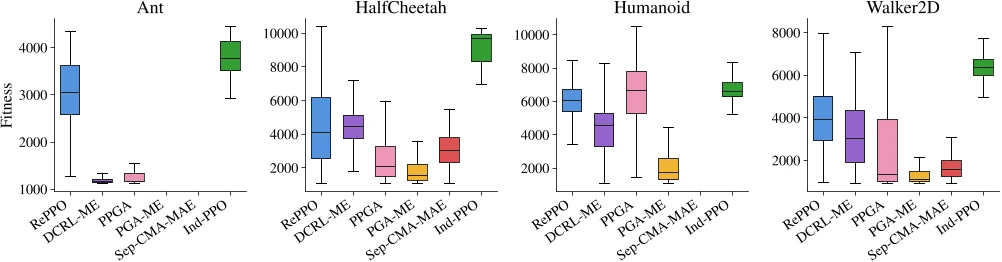 Ant
HalfCheetah
Humanoid
Walker2D
Fitness
4000
3000
2000
1000
RePPO
DCRL-ME
PPGA
PGA-ME
Sep-CMA-MAE
Ind-PPO
10000
8000
6000
4000
2000
RePPO
DCRL-ME
PPGA
PGA-ME
Sep-CMA-MAE
Ind-PPO
10000
8000
6000
4000
2000
RePPO
DCRL-ME
PPGA
PGA-ME
Sep-CMA-MAE
Ind-PPO
8000
6000
4000
2000
RePPO
DCRL-ME
PPGA
PGA-ME
Sep-CMA-MAE
Ind-PPO